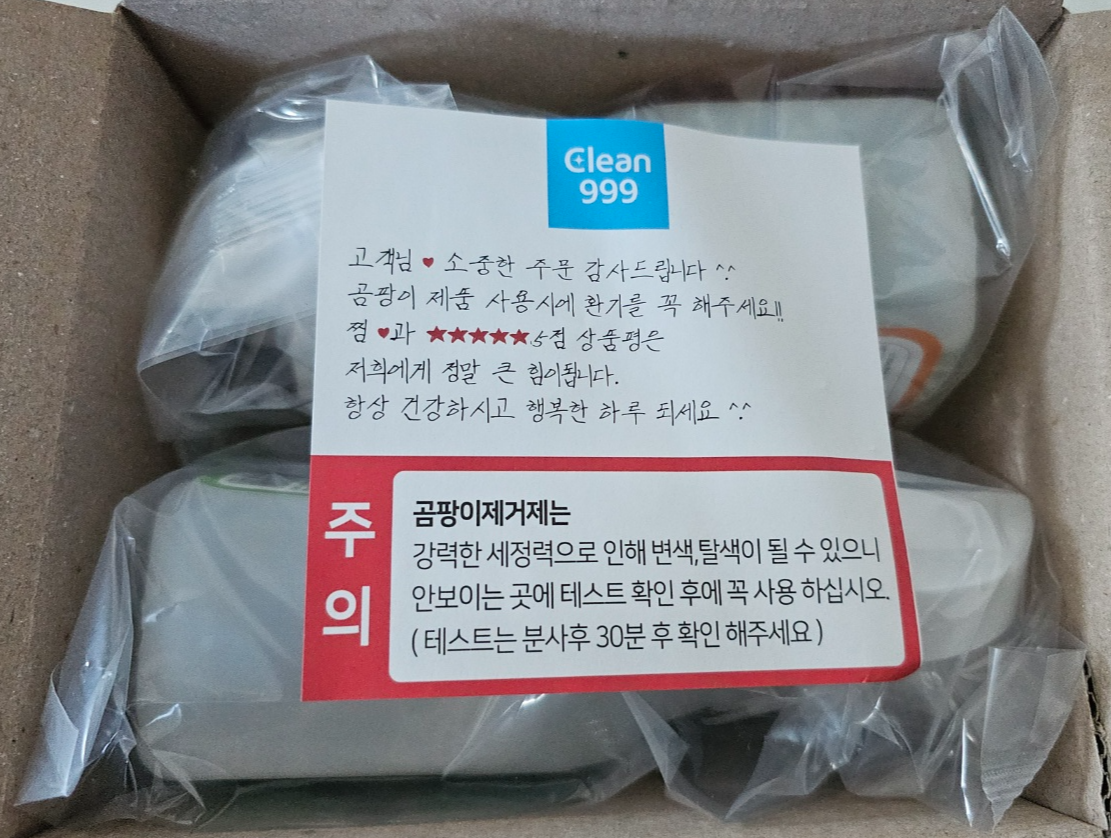 Clean
999
고객님 ♥ 소중한 주문 감사드립니다 ^^
곰팡이 제품 사용시에 환기를 꼭 해주세요!!
찜 ♥과 ★★★★★ 5점 상품평은
저희에게 정말 큰 힘이됩니다.
항상 건강하시고 행복한 하루 되세요 ^^
주의
곰팡이제거제는
강력한 세정력으로 인해 변색,탈색이 될 수 있으니
안보이는 곳에 테스트 확인 후에 꼭 사용 하십시오.
( 테스트는 분사후 30분 후 확인 해주세요 )